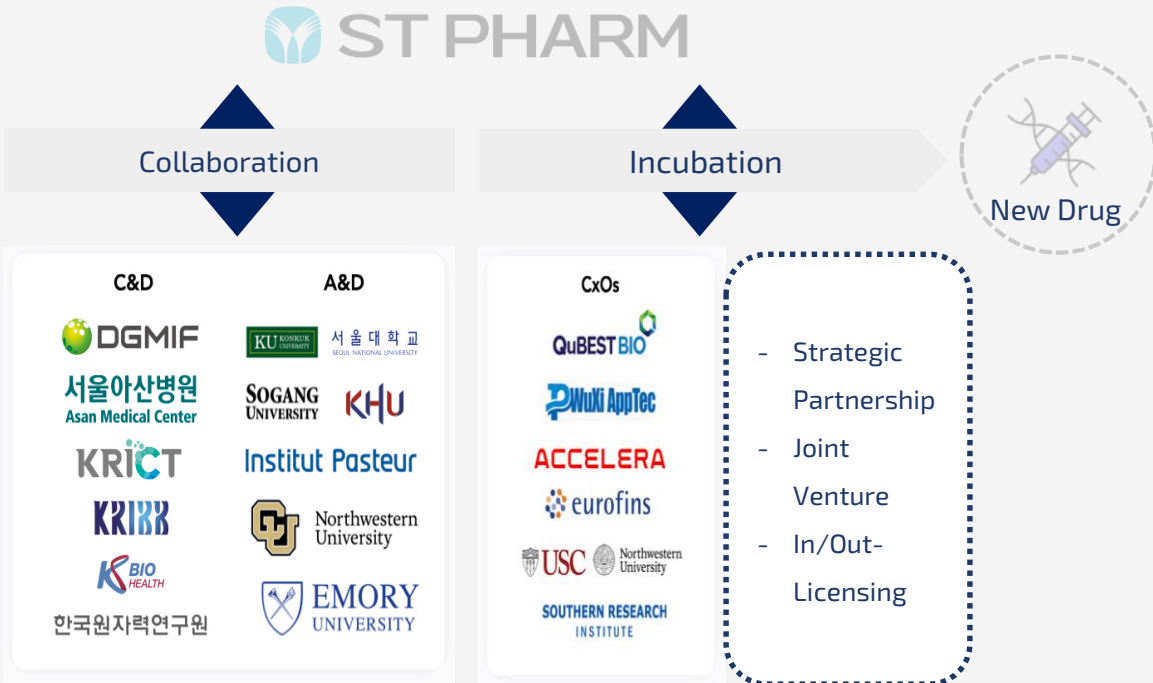 ST PHARM
Collaboration
Incubation
New Drug
C&D
A&D
DGMIF
서울아산병원
Asan Medical Center
KRICT
KRIBB
K BIO
HEALTH
한국원자력연구원
KU KONKUK
UNIVERSITY
서울대학교
SEOUL NATIONAL UNIVERSITY
SOGANG
UNIVERSITY
KHU
Institut Pasteur
CU
Northwestern
University
EMORY
UNIVERSITY
CxOs
QuBEST BIO
WuXi AppTec
ACCELERA
eurofins
USC
Northwestern
University
SOUTHERN RESEARCH
INSTITUTE
- Strategic
Partnership
- Joint
Venture
- In/Out-
Licensing